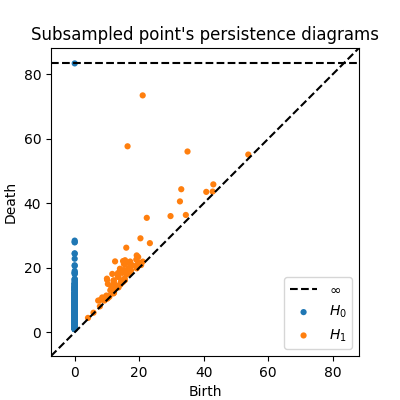 Subsampled point's persistence diagrams
Death
80
60
40
20
0
0 20 40 60 80
Birth
∞
H₀
H₁